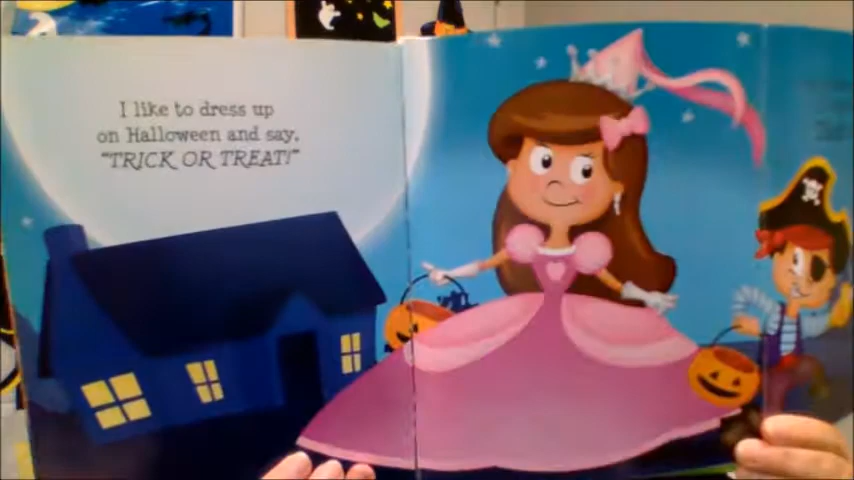 I like to dress up
on Halloween and say,
"TRICK OR TREAT!"